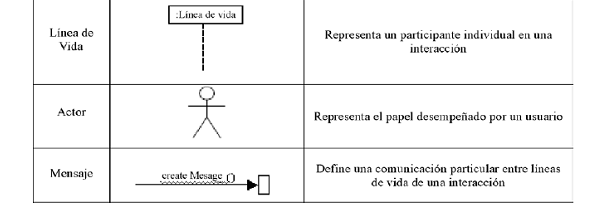 Línea de
Vida
:Línea de vida
Representa un participante individual en una
interacción
Actor
Representa el papel desempeñado por un usuario
Mensaje
create Mesage ()
Define una comunicación particular entre líneas
de vida de una interacción